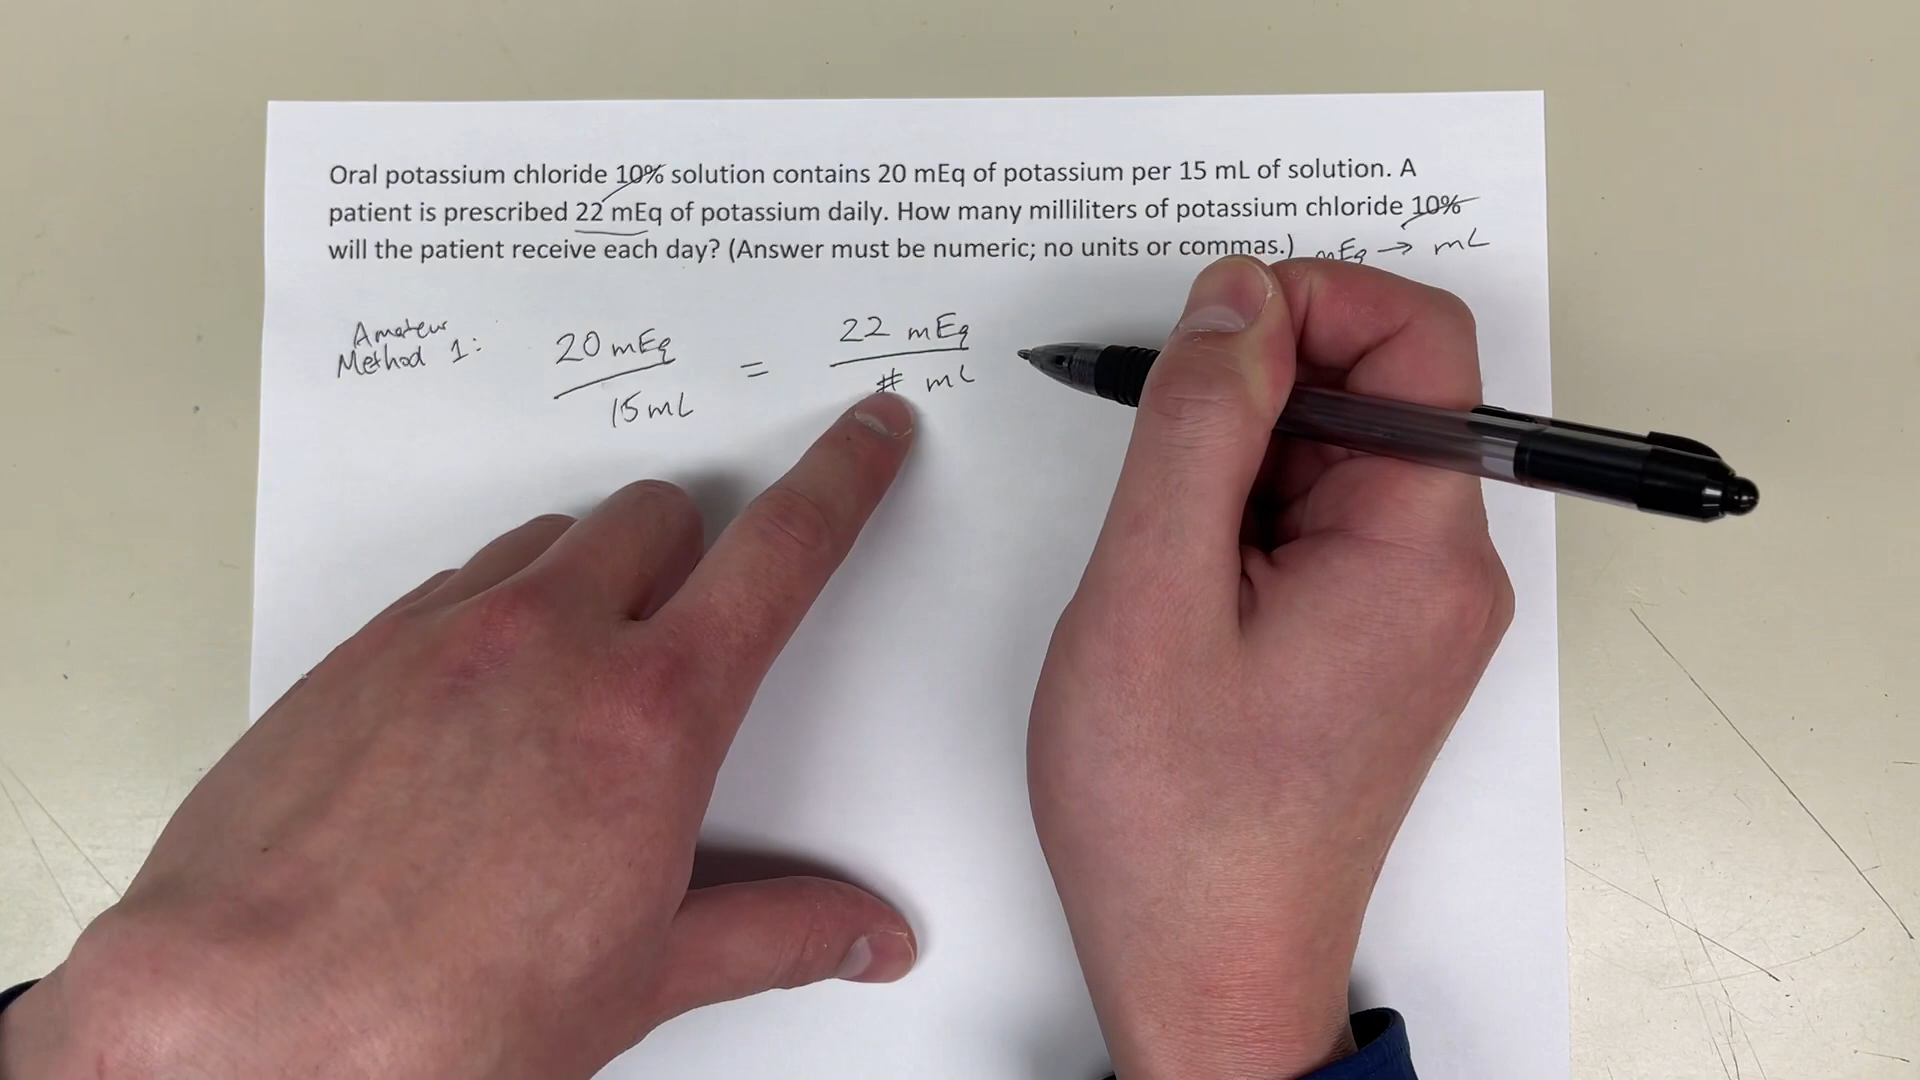 Oral potassium chloride 10% solution contains 20 mEq of potassium per 15 mL of solution. A
patient is prescribed 22 mEq of potassium daily. How many milliliters of potassium chloride 10%
will the patient receive each day? (Answer must be numeric; no units or commas.) mEq → mL
Amateur
Method 1:
20 mEq
15 mL
=
22 mEq
# mL